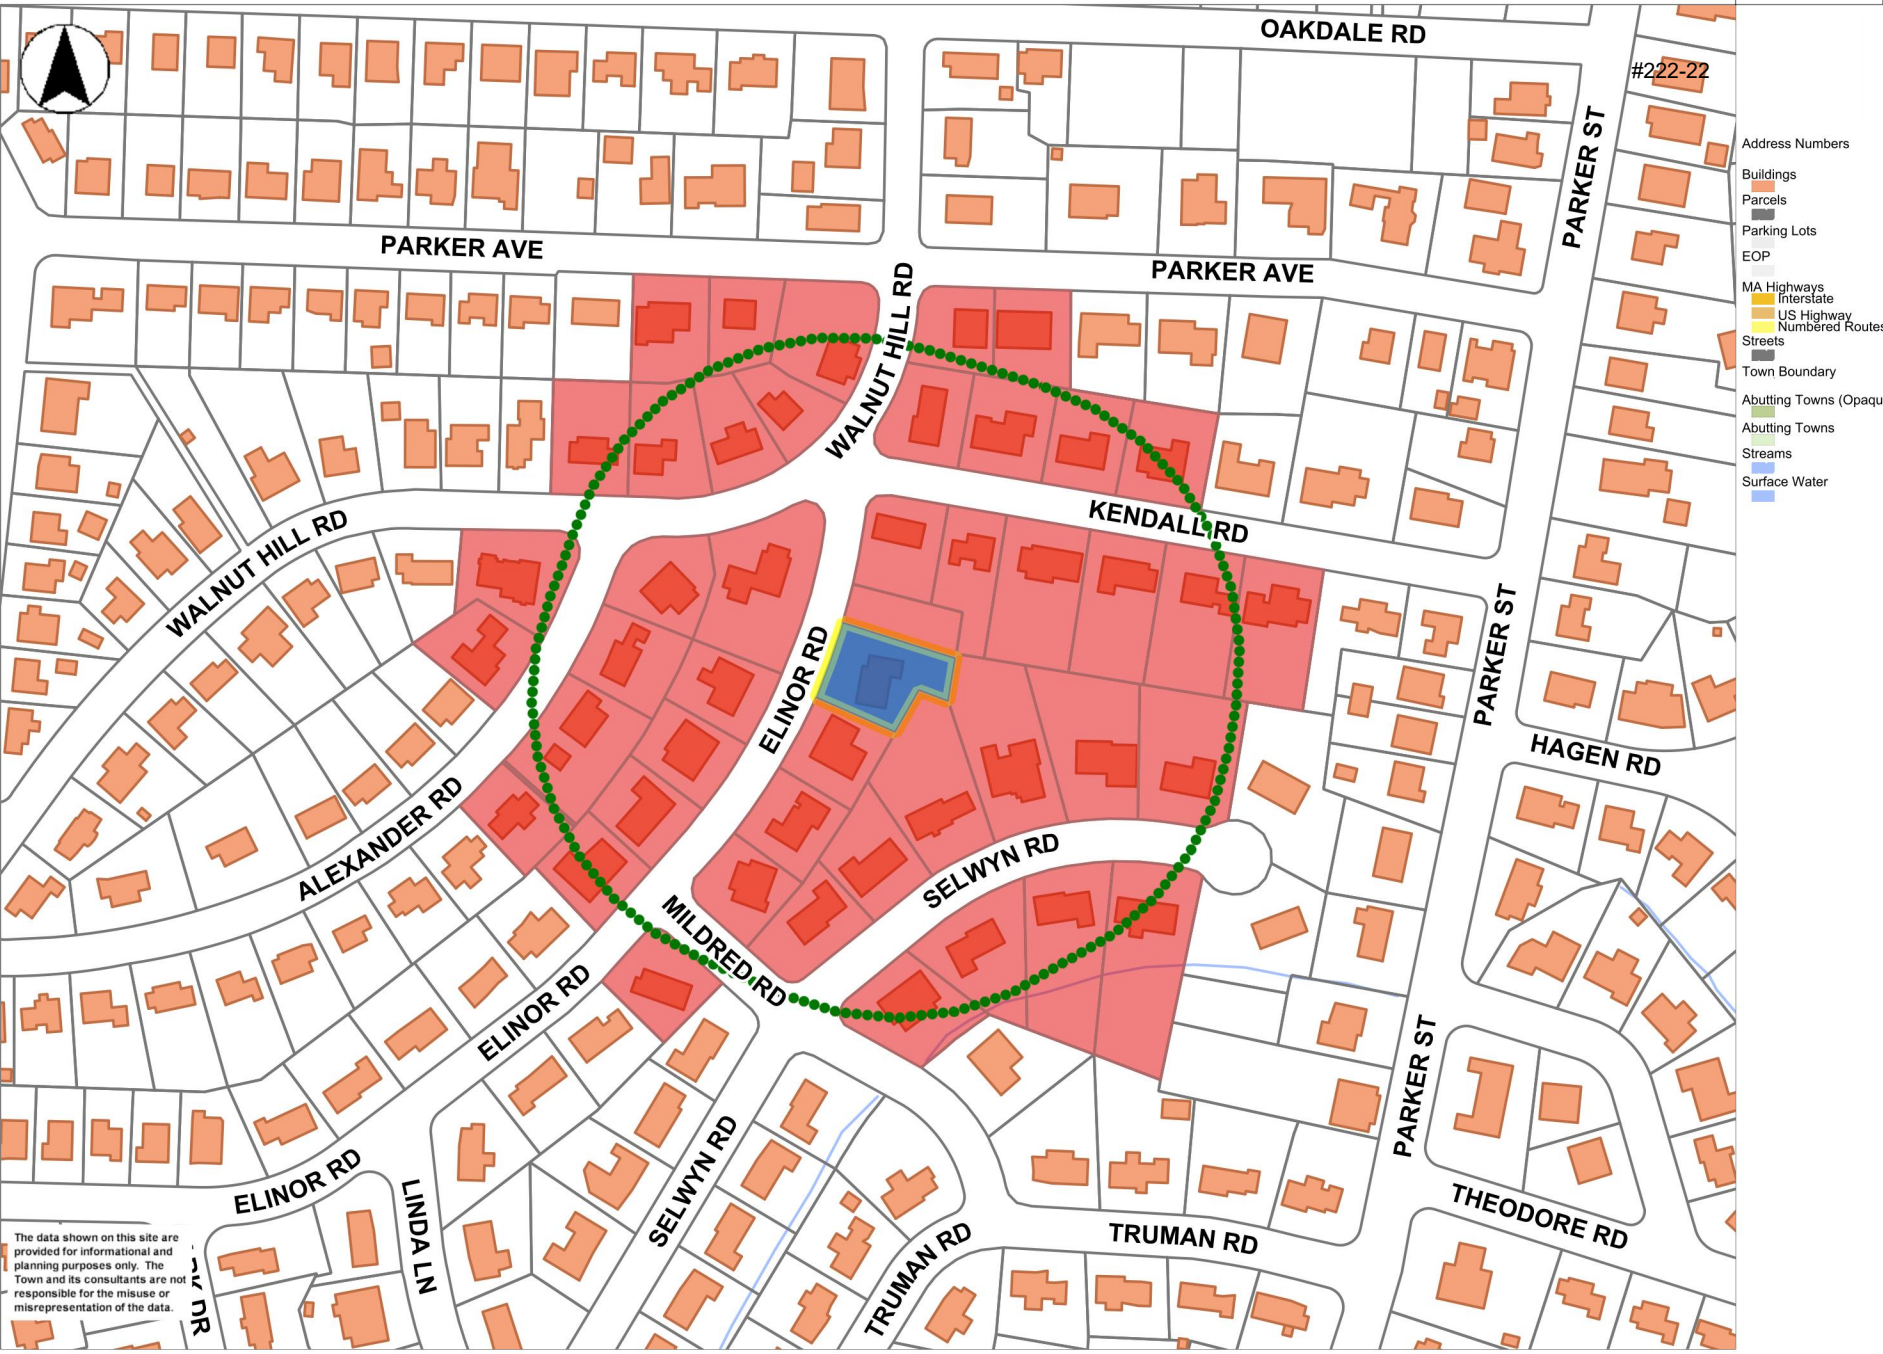 OAKDALE RD
#222-22
PARKER ST
PARKER AVE
PARKER AVE
WALNUT HILL RD
KENDALL RD
WALNUT HILL RD
PARKER ST
ELINOR RD
HAGEN RD
ALEXANDER RD
SELWYN RD
MILDRED RD
ELINOR RD
PARKER ST
SELWYN RD
ELINOR RD
LINDA LN
THEODORE RD
TRUMAN RD
TRUMAN RD
DR
The data shown on this site are
provided for informational and
planning purposes only. The
Town and its consultants are not
responsible for the misuse or
misrepresentation of the data.
Address Numbers
Buildings
Parcels
Parking Lots
EOP
MA Highways
Interstate
US Highway
Numbered Routes
Streets
Town Boundary
Abutting Towns (Opaqu
Abutting Towns
Streams
Surface Water